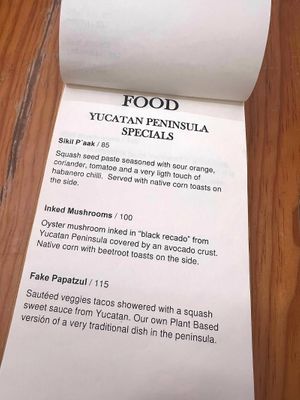 FOOD
YUCATAN PENINSULA
SPECIALS
Sikil P'aak / 85
Squash seed paste seasoned with sour orange,
coriander, tomatoe and a very ligth touch of
habanero chilli. Served with native corn toasts on
the side.
Inked Mushrooms / 100
Oyster mushroom inked in "black recado" from
Yucatan Peninsula covered by an avocado crust.
Native corn with beetroot toasts on the side.
Fake Papatzul / 115
Sautéed veggies tacos showered with a squash
sweet sauce from Yucatan. Our own Plant Based
versión of a very traditional dish in the peninsula.